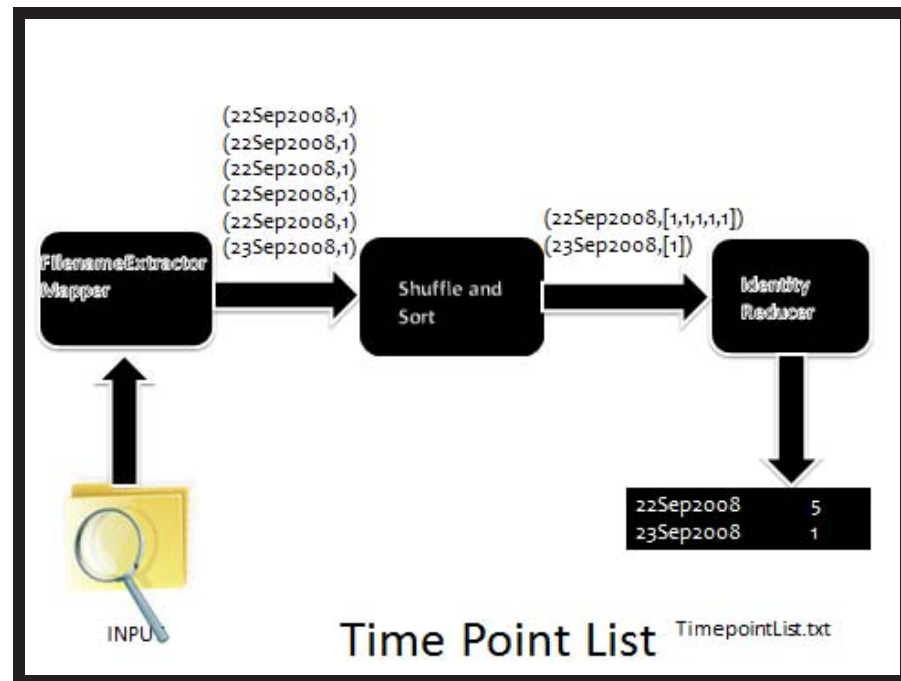 (22Sep2008,1)
(22Sep2008,1)
(22Sep2008,1)
(22Sep2008,1)
(22Sep2008,1)
(23Sep2008,1)
(22Sep2008,[1,1,1,1,1])
(23Sep2008,[1])
FilenameExtractor
Mapper
Shuffle and
Sort
Identity
Reducer
22Sep2008 5
23Sep2008 1
INPUT
Time Point List
TimepointList.txt